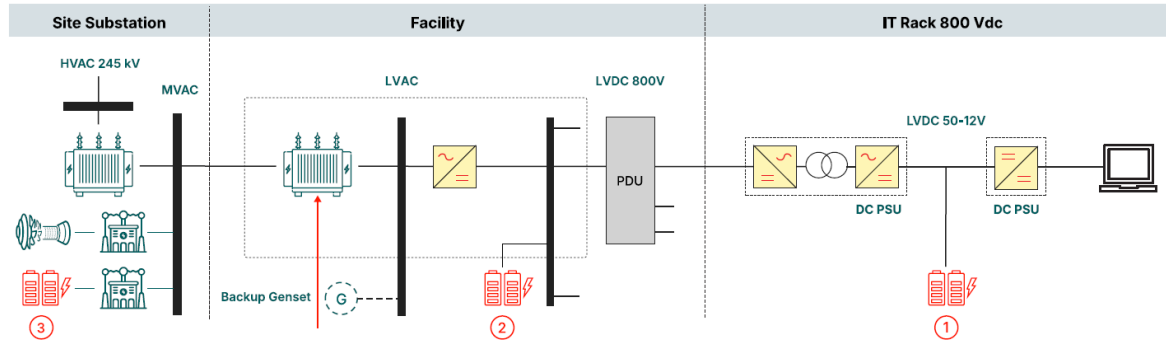 Site Substation
Facility
IT Rack 800 Vdc
HVAC 245 kV
MVAC
LVAC
LVDC 800V
LVDC 50-12V
PDU
DC PSU
DC PSU
Backup Genset
G
3
2
1